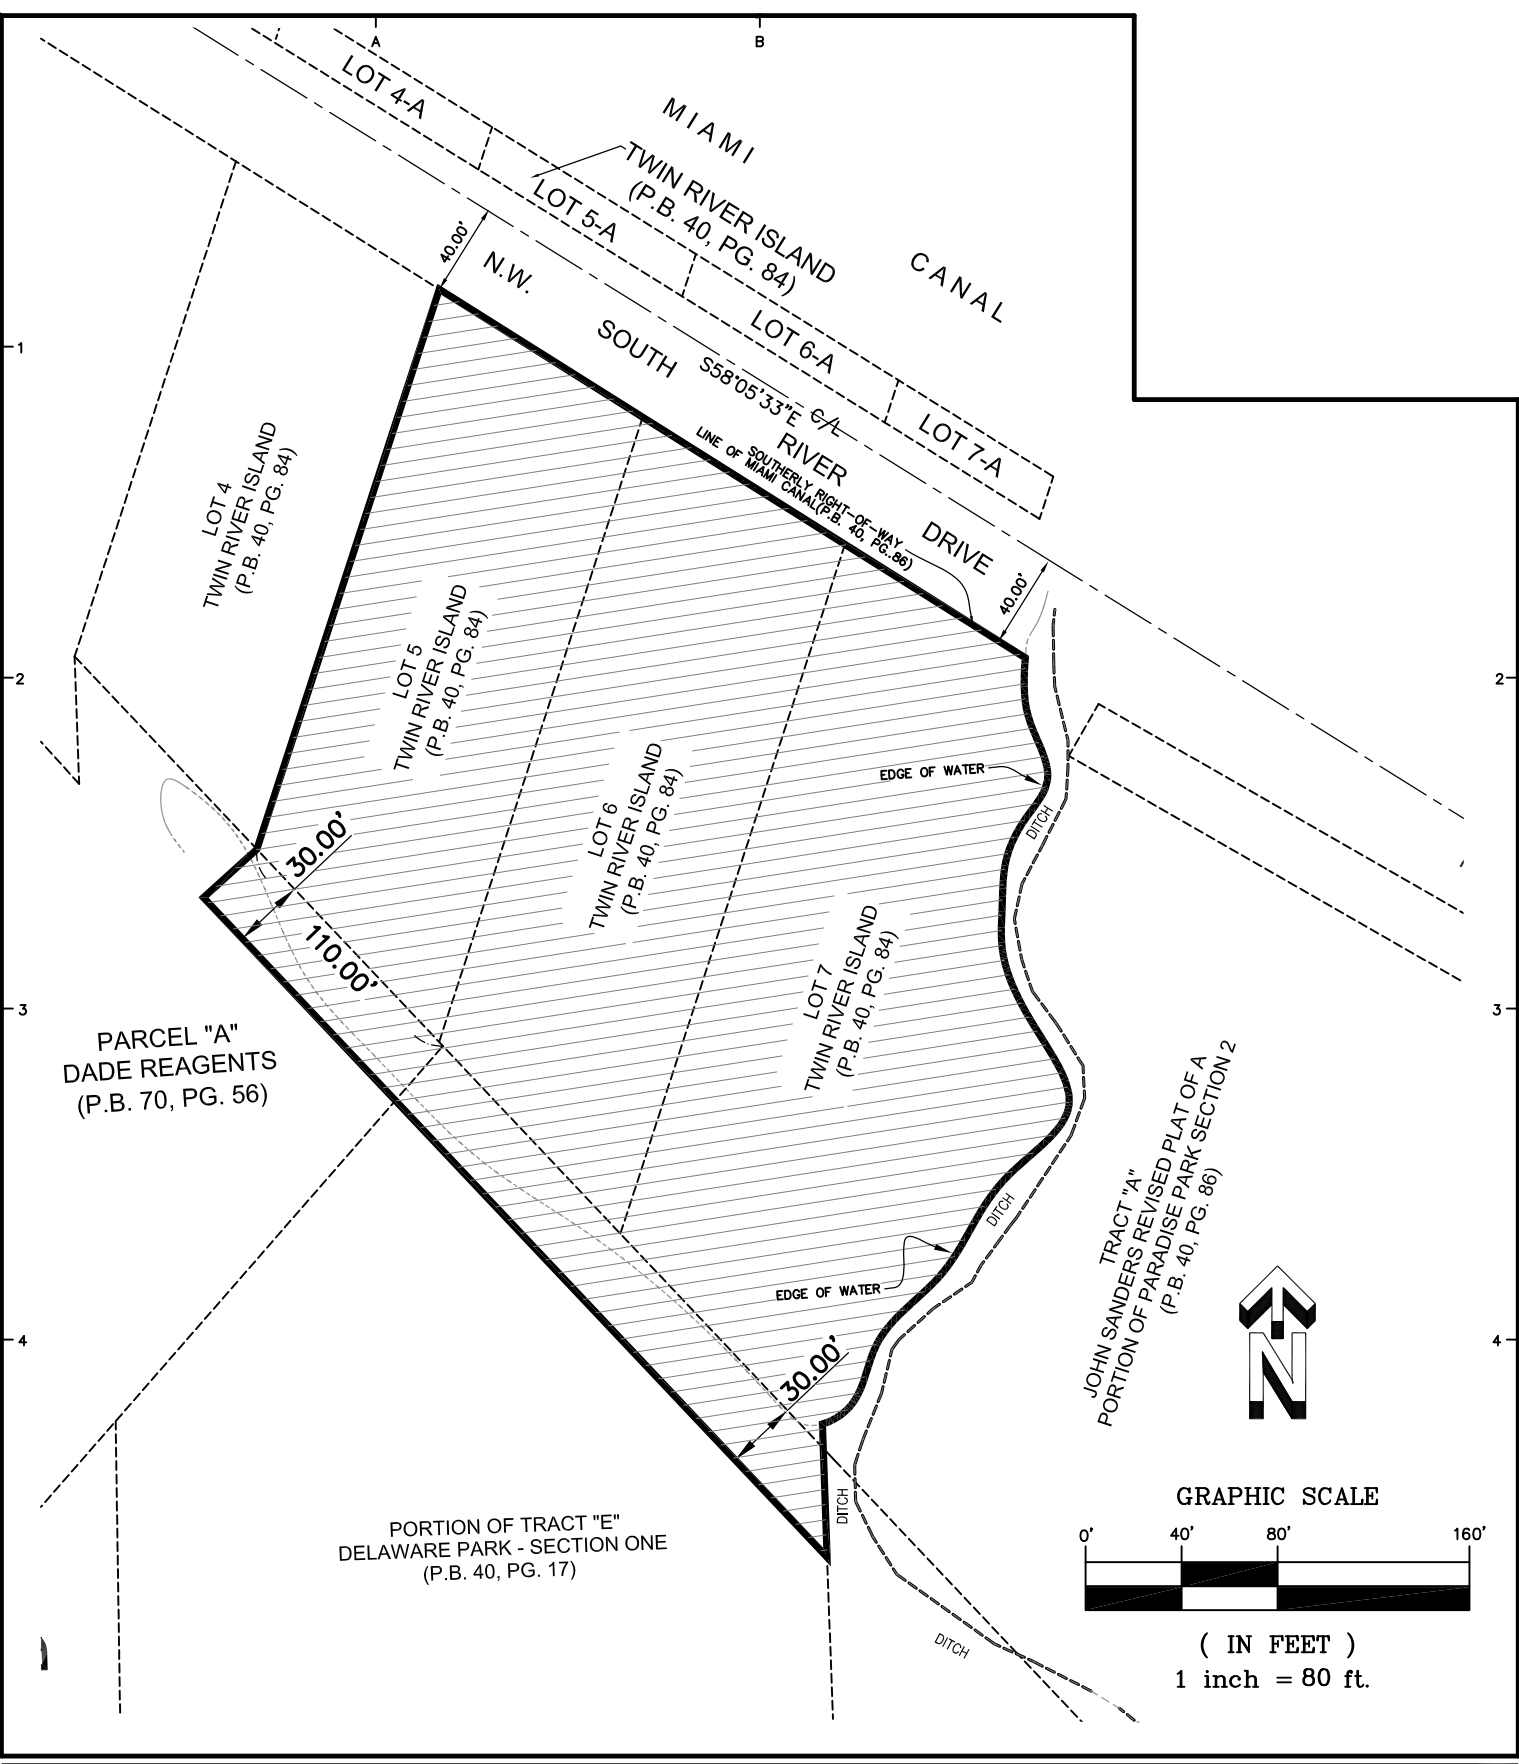 A
B
LOT 4-A
MIAMI
TWIN RIVER ISLAND
(P.B. 40, PG. 84)
LOT 5-A
CANAL
40.00'
N.W.
LOT 6-A
SOUTH
1
S58°05'33"E
C/L
LOT 7-A
RIVER
SOUTHERLY RIGHT-OF-WAY
LINE OF MIAMI CANAL(P.B. 40, PG..86)
DRIVE
40.00'
LOT 4
TWIN RIVER ISLAND
(P.B. 40, PG. 84)
LOT 5
TWIN RIVER ISLAND
(P.B. 40, PG. 84)
2
2
LOT 6
TWIN RIVER ISLAND
(P.B. 40, PG. 84)
EDGE OF WATER
DITCH
30.00'
110.00'
LOT 7
TWIN RIVER ISLAND
(P.B. 40, PG. 84)
3
3
PARCEL "A"
DADE REAGENTS
(P.B. 70, PG. 56)
TRACT "A"
JOHN SANDERS REVISED PLAT OF A
PORTION OF PARADISE PARK SECTION 2
(P.B. 40, PG. 86)
DITCH
EDGE OF WATER
4
4
30.00'
N
DITCH
PORTION OF TRACT "E"
DELAWARE PARK - SECTION ONE
(P.B. 40, PG. 17)
GRAPHIC SCALE
0' 40' 80' 160'
DITCH
( IN FEET )
1 inch = 80 ft.